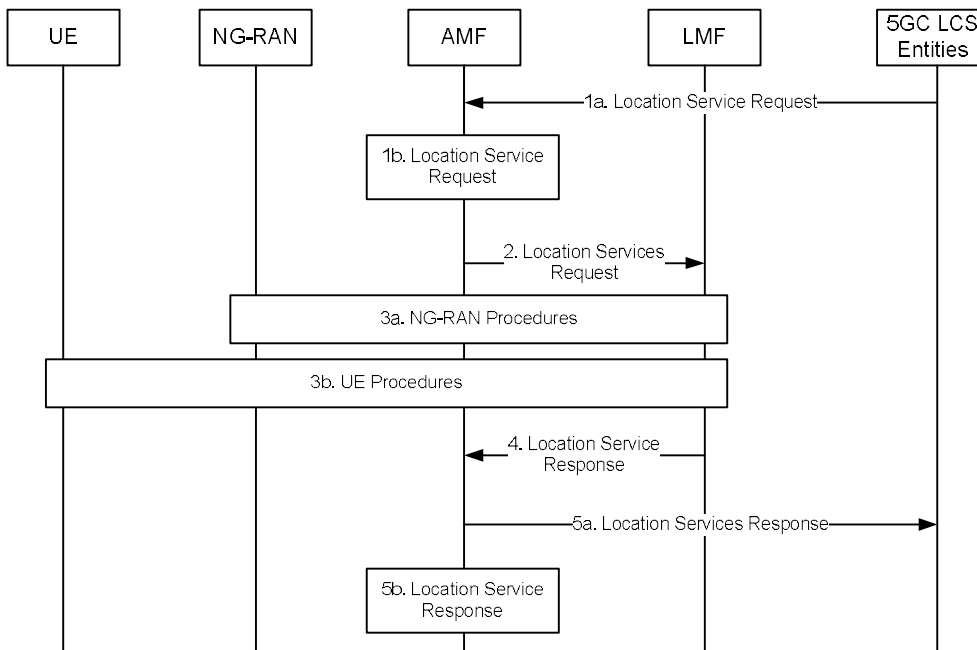 UE
NG-RAN
AMF
LMF
5GC LCS
Entities
1a. Location Service Request
1b. Location Service
Request
2. Location Services
Request
3a. NG-RAN Procedures
3b. UE Procedures
4. Location Service
Response
5a. Location Services Response
5b. Location Service
Response